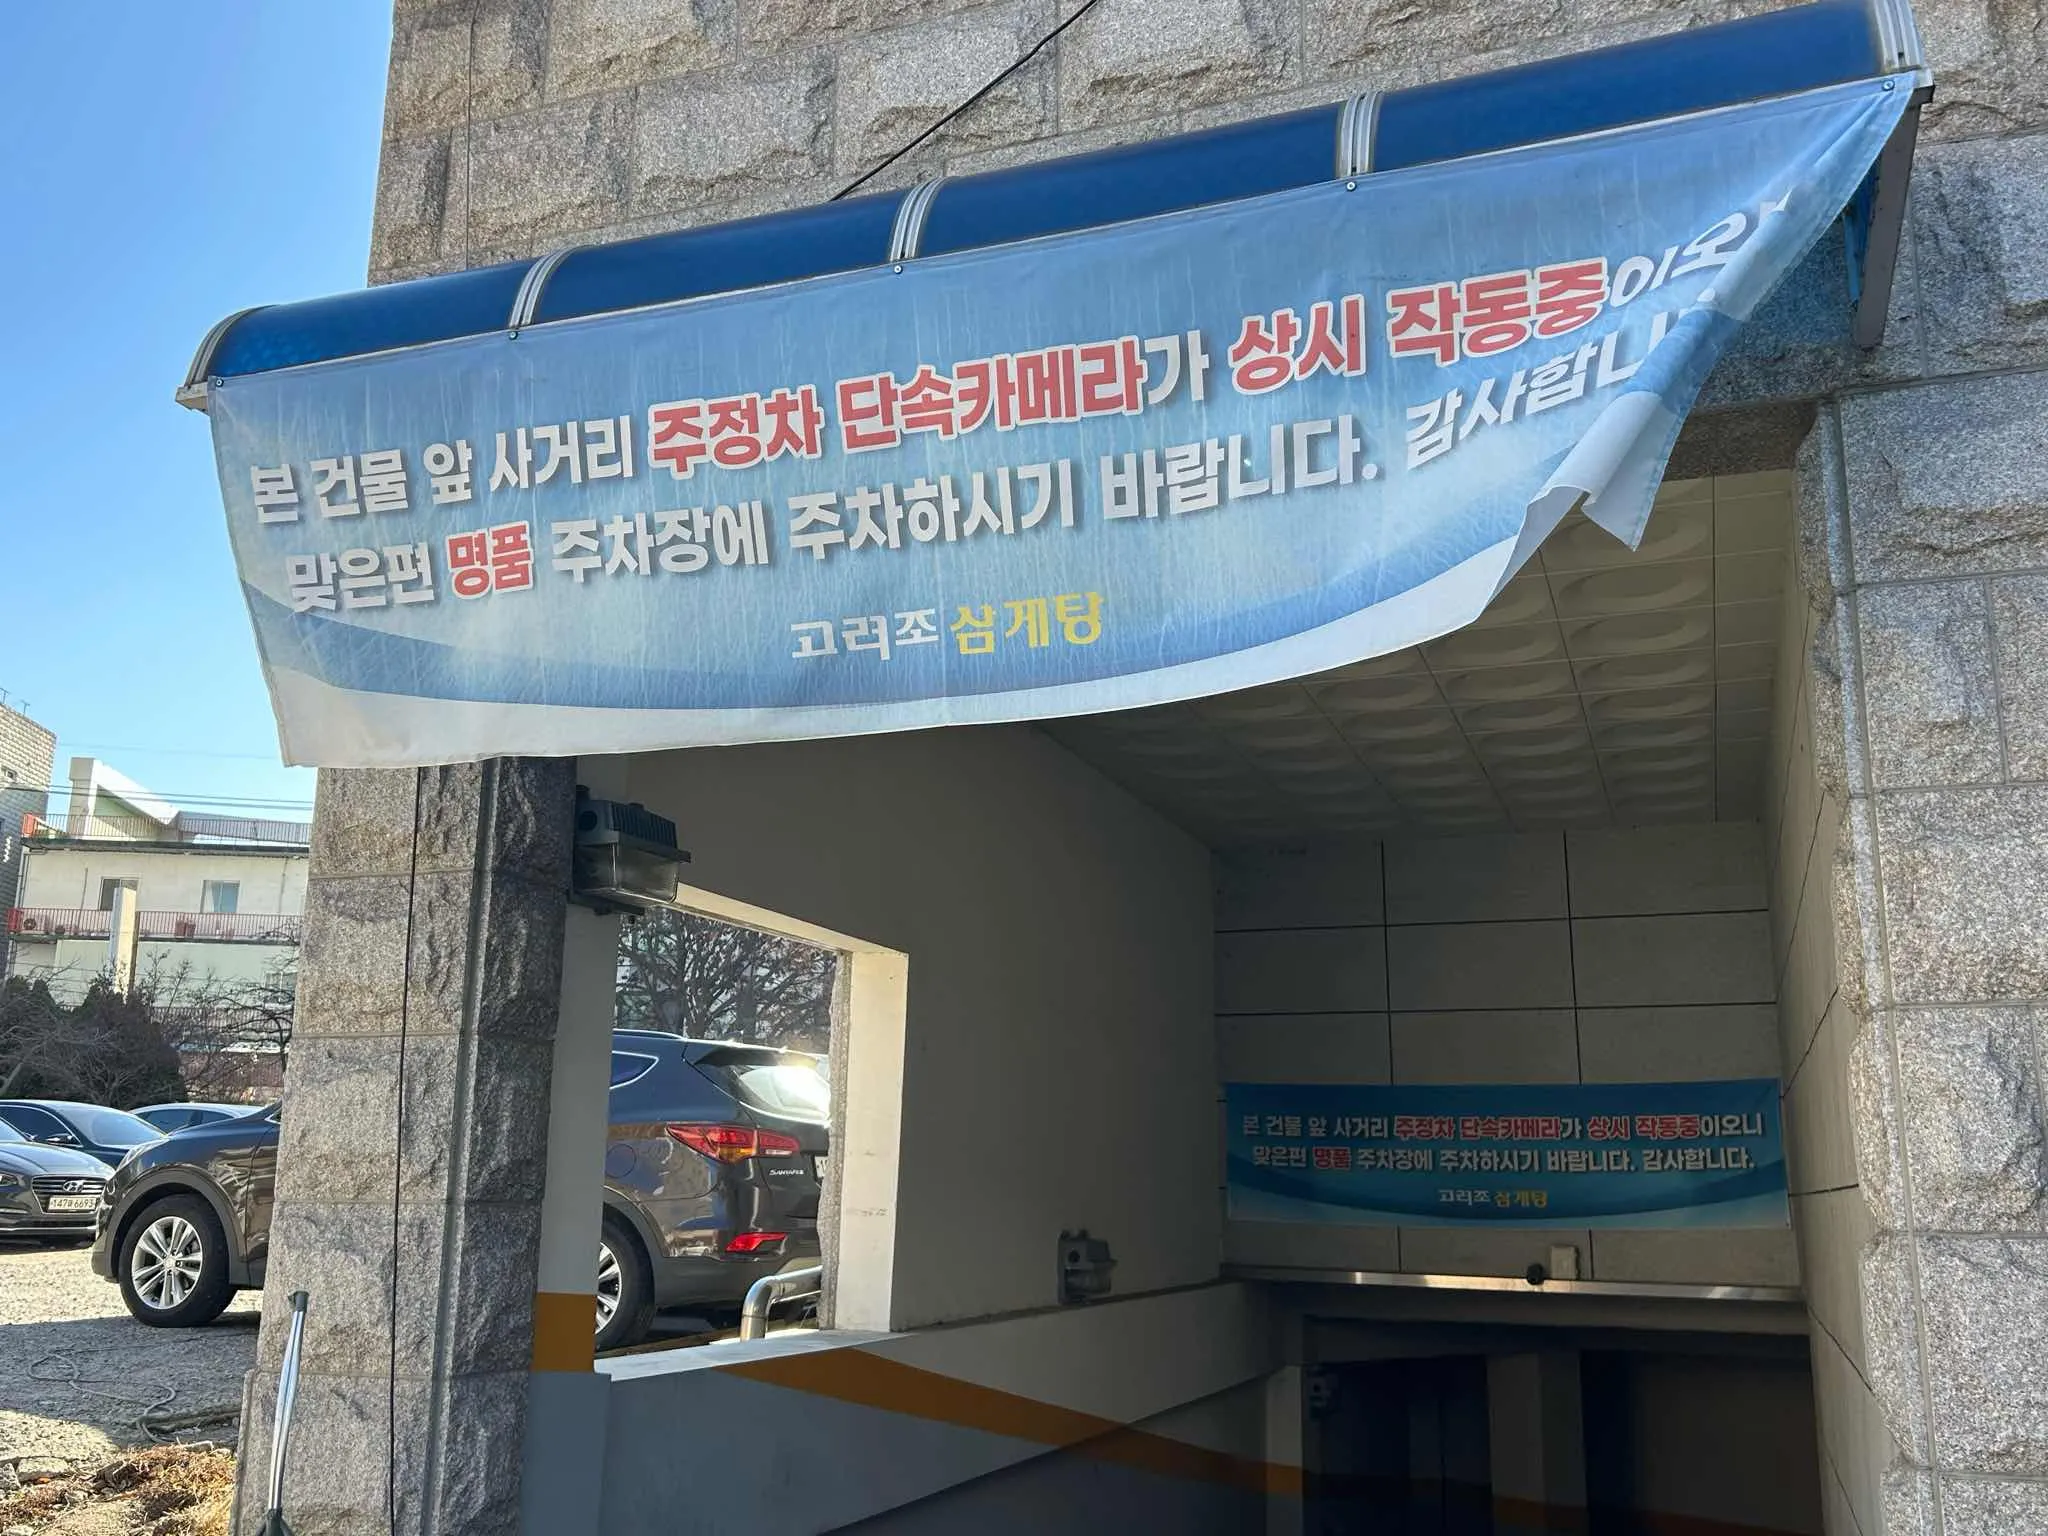 본 건물 앞 사거리 주정차 단속카메라가 상시 작동중이오니
맞은편 명품 주차장에 주차하시기 바랍니다. 감사합니
고려조 삼계탕
본 건물 앞 사거리 주정차 단속카메라가 상시 작동중이오니
맞은편 명품 주차장에 주차하시기 바랍니다. 감사합니다.
고려조 삼계탕
SANTA FE